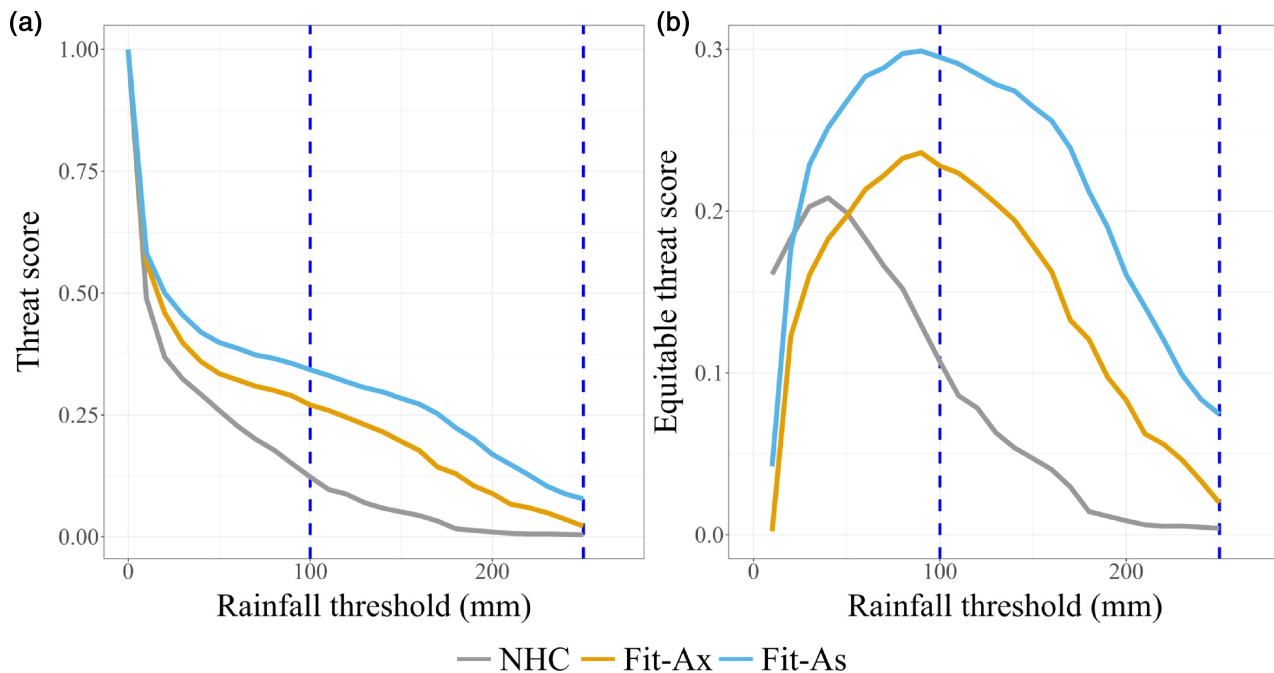 (a)
Threat score
1.00
0.75
0.50
0.25
0.00
0
100
200
Rainfall threshold (mm)
(b)
Equitable threat score
0.3
0.2
0.1
0.0
0
100
200
Rainfall threshold (mm)
NHC Fit-Ax Fit-As